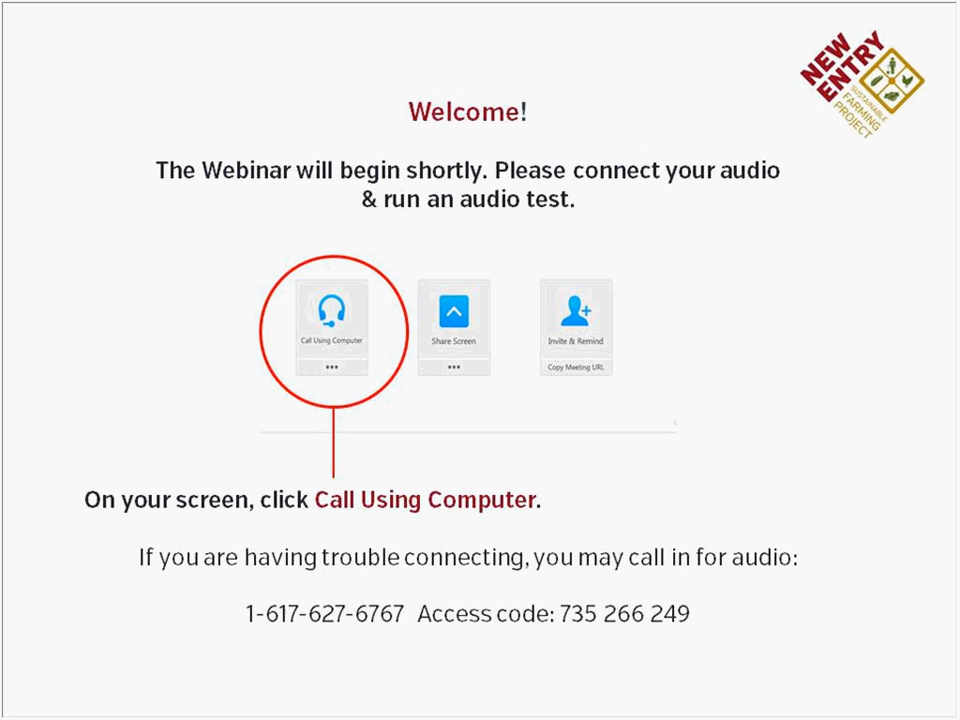 NEW
ENTRY
SUSTAINABLE
FARMING
PROJECT
Welcome!
The Webinar will begin shortly. Please connect your audio
& run an audio test.
Call Using Computer
Share Screen
Invite & Remind
•••
•••
Copy Meeting URL
On your screen, click Call Using Computer.
If you are having trouble connecting, you may call in for audio:
1-617-627-6767 Access code: 735 266 249